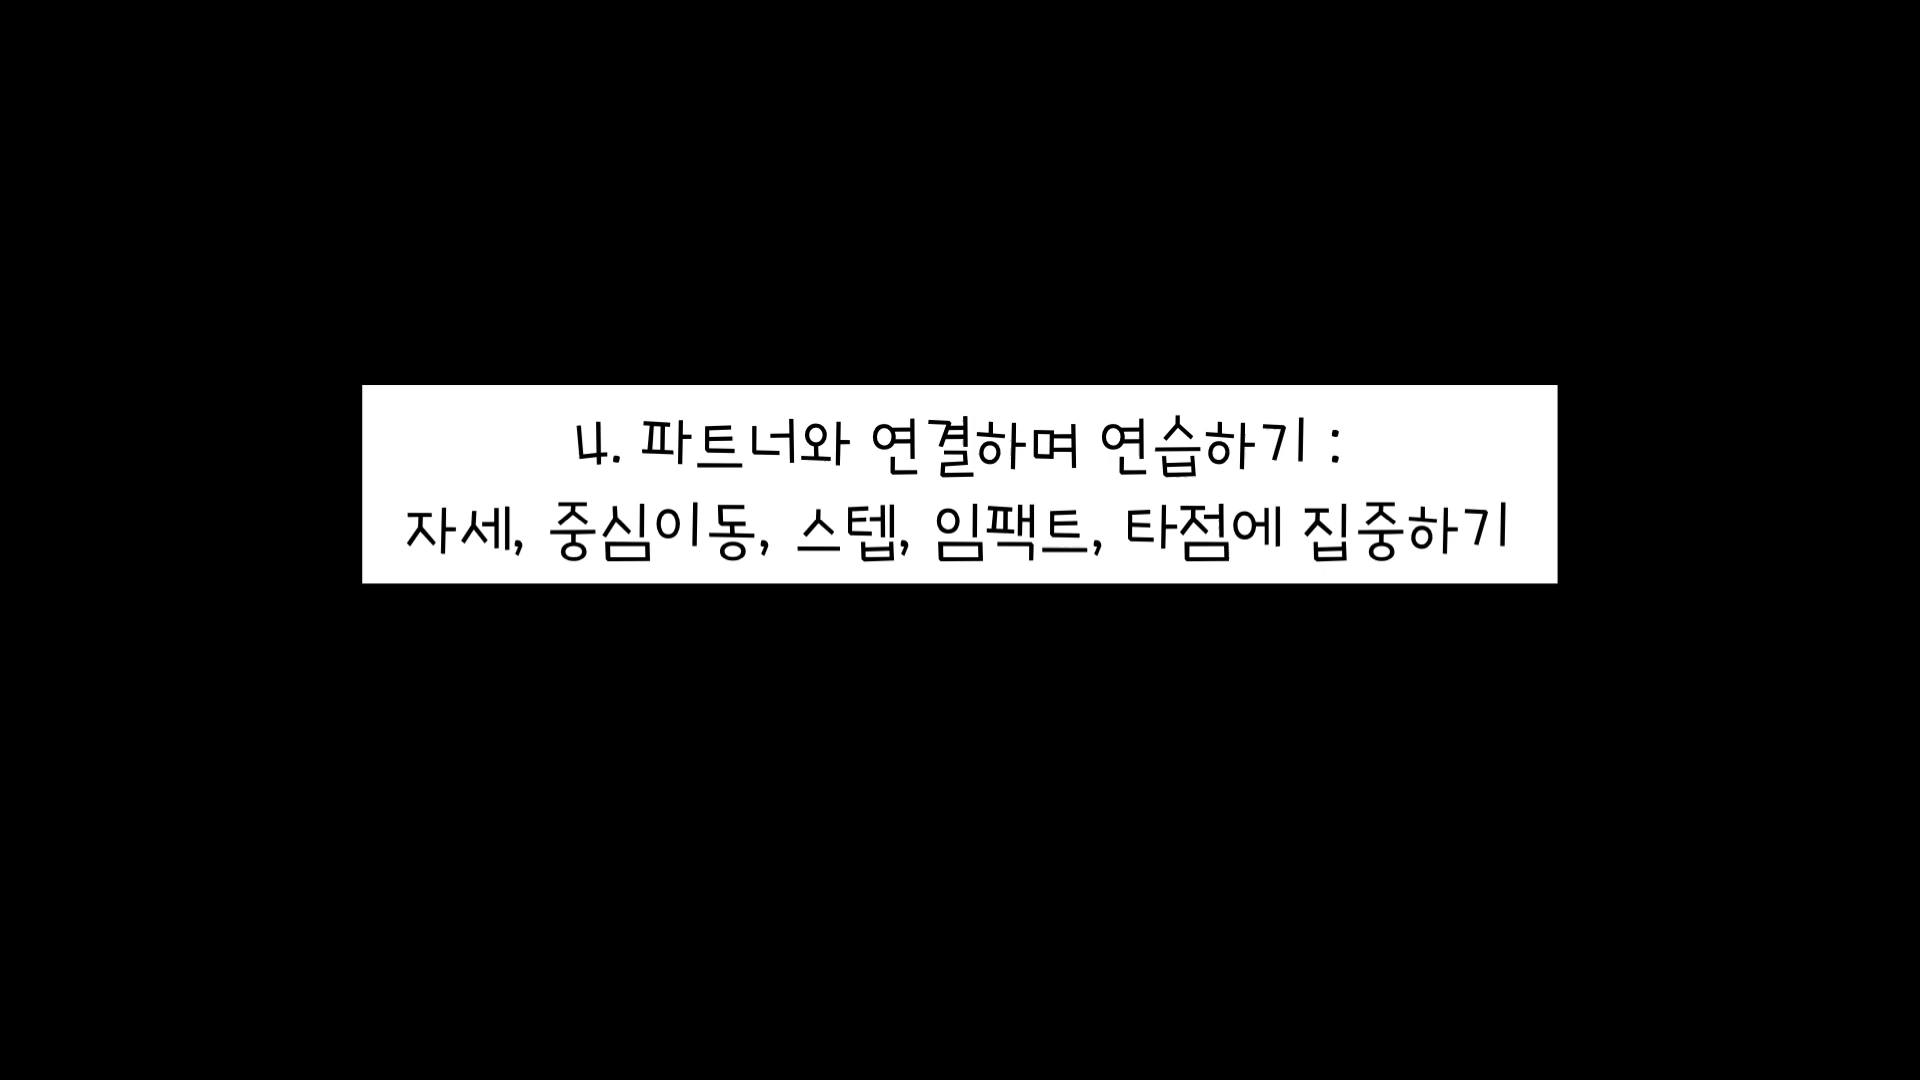 4. 파트너와 연결하며 연습하기 :
자세, 중심이동, 스텝, 임팩트, 타점에 집중하기